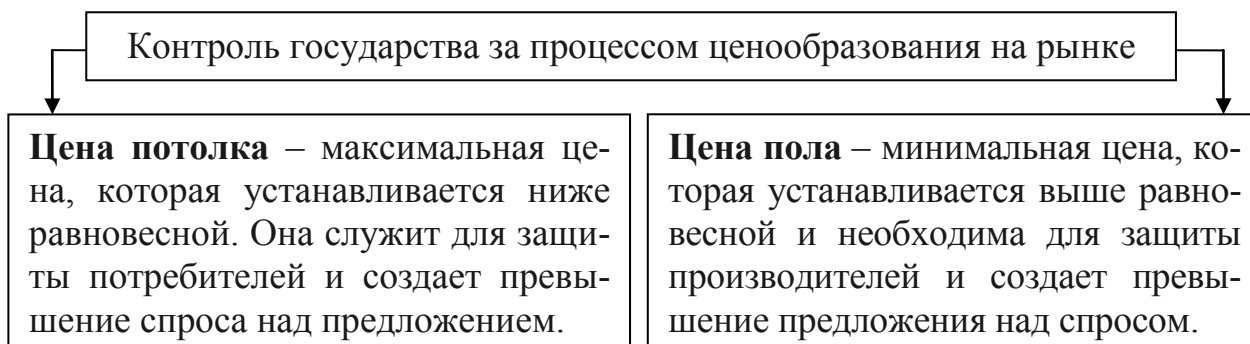 Контроль государства за процессом ценообразования на рынке
Цена потолка – максимальная це-
на, которая устанавливается ниже
равновесной. Она служит для защи-
ты потребителей и создает превы-
шение спроса над предложением.
Цена пола – минимальная цена, ко-
торая устанавливается выше равно-
весной и необходима для защиты
производителей и создает превы-
шение предложения над спросом.